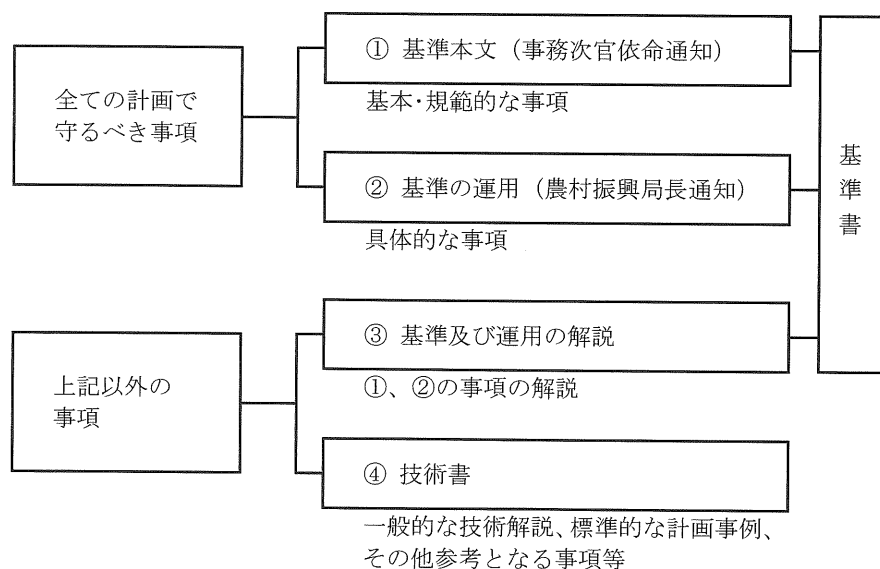 全ての計画で
守るべき事項
① 基準本文（事務次官依命通知）
基本・規範的な事項
② 基準の運用（農村振興局長通知）
具体的な事項
基準書
上記以外の
事項
③ 基準及び運用の解説
①、②の事項の解説
④ 技術書
一般的な技術解説、標準的な計画事例、
その他参考となる事項等